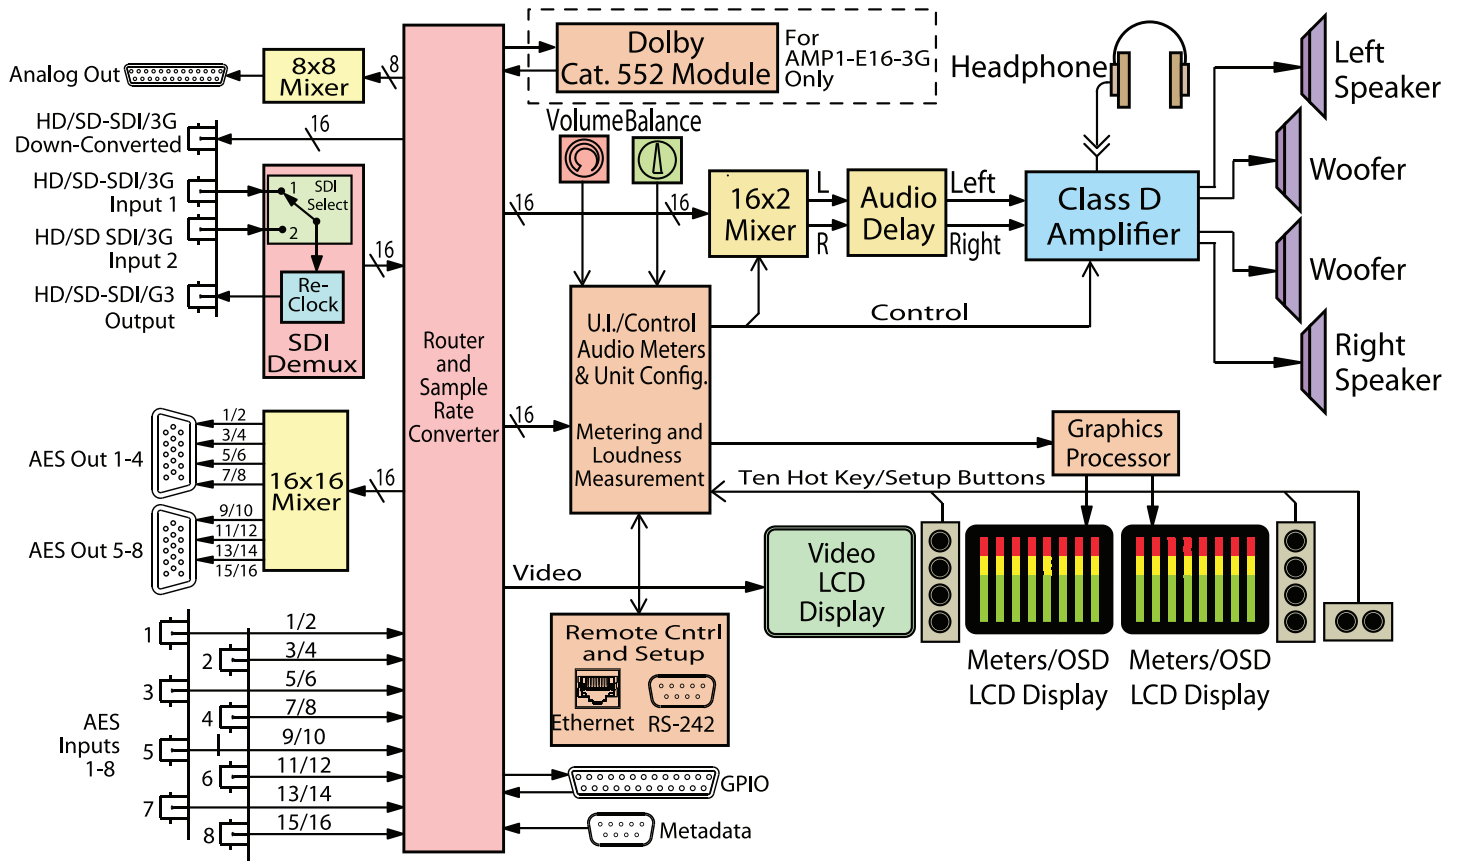 Dolby
Cat. 552 Module
For
AMP1-E16-3G
Only
Headphone
Left
Speaker
Analog Out
8x8
Mixer
8
HD/SD-SDI/3G
Down-Converted
16
Volume
Balance
Woofer
HD/SD-SDI/3G
Input 1
HD/SD SDI/3G
Input 2
1
SDI
Select
2
16
HD/SD-SDI/G3
Output
Re-
Clock
SDI
Demux
16
16
16x2
Mixer
L
R
Audio
Delay
Left
Right
Class D
Amplifier
Woofer
Right
Speaker
Control
U.I./Control
Audio Meters
& Unit Config.
Metering and
Loudness
Measurement
Router
and
Sample
Rate
Converter
16
Graphics
Processor
Ten Hot Key/Setup Buttons
AES Out 1-4
1/2
3/4
5/6
7/8
16x16
Mixer
16
AES Out 5-8
9/10
11/12
13/14
15/16
Video
Video
LCD
Display
Meters/OSD
LCD Display
Meters/OSD
LCD Display
Remote Cntrl
and Setup
Ethernet
RS-242
AES
Inputs
1-8
1
1/2
2
3/4
3
5/6
4
7/8
5
9/10
6
11/12
7
13/14
8
15/16
GPIO
Metadata